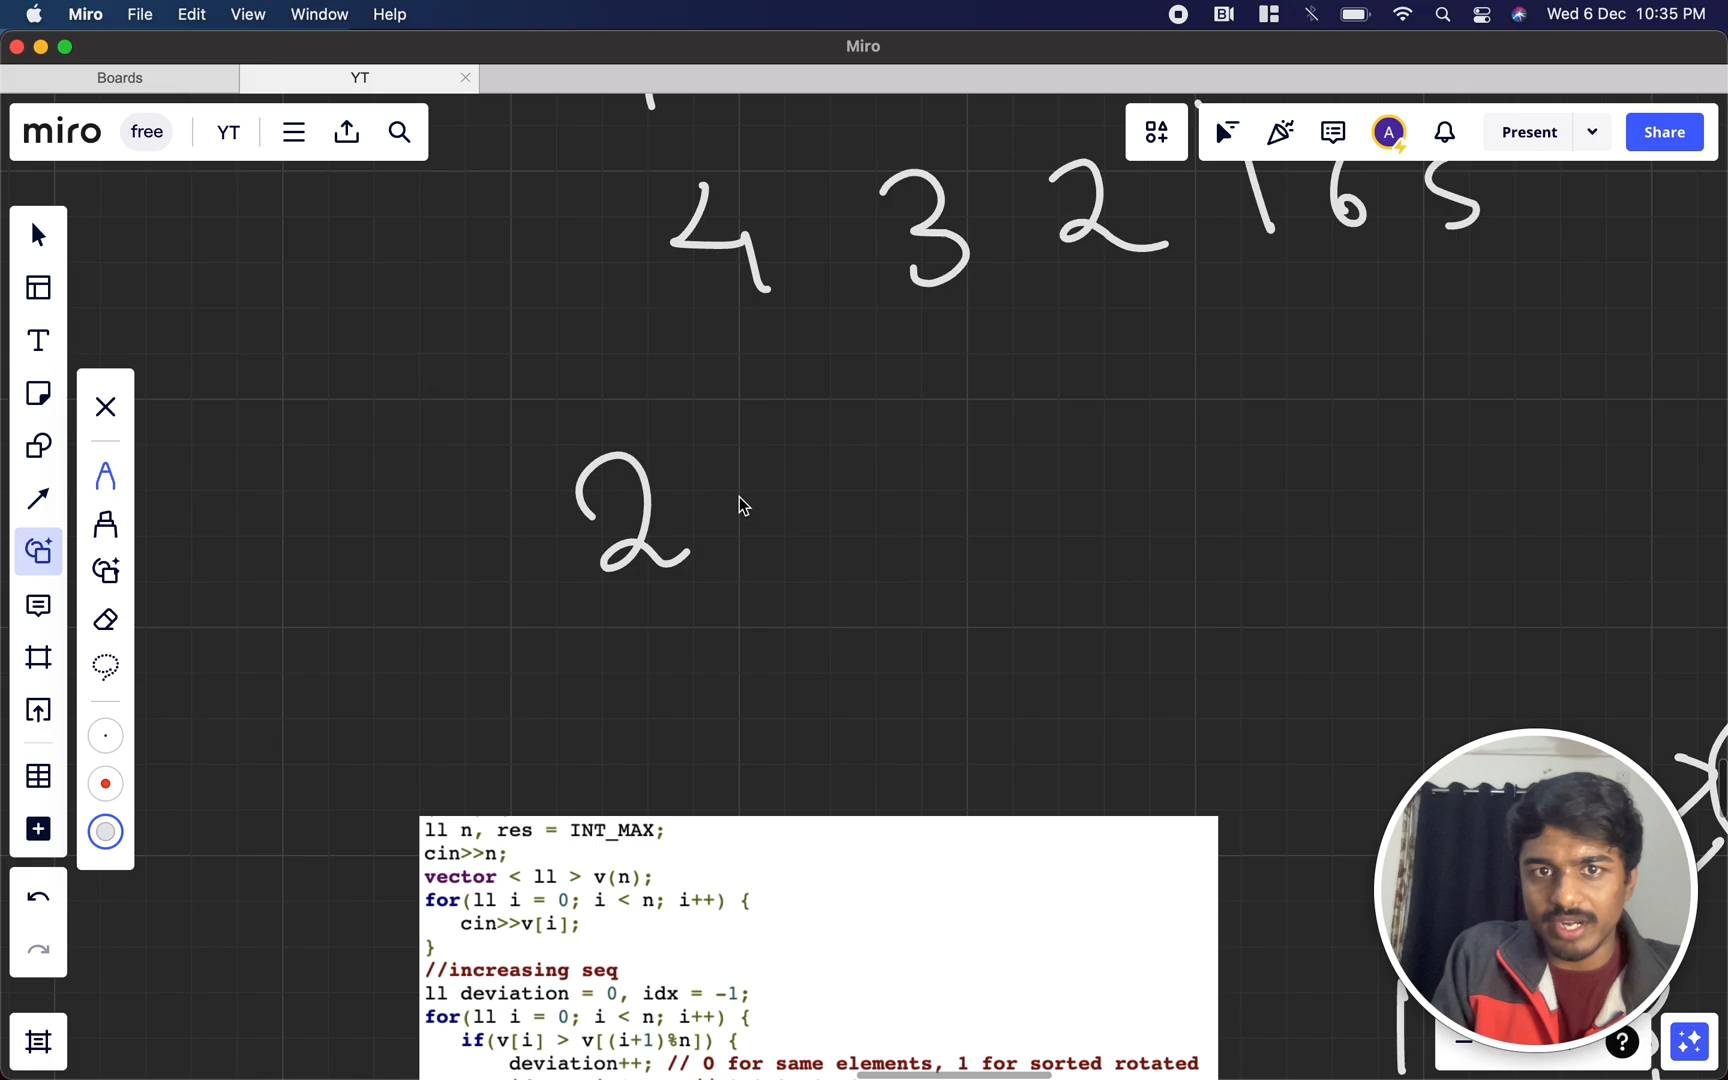 Miro File Edit View Window Help
Wed 6 Dec 10:35 PM
Miro
Boards YT
miro free YT
A Present Share
4 3 2 1 6 5
2
ll n, res = INT_MAX;
cin>>n;
vector < ll > v(n);
for(ll i = 0; i < n; i++) {
cin>>v[i];
}
//increasing seq
ll deviation = 0, idx = -1;
for(ll i = 0; i < n; i++) {
if(v[i] > v[(i+1)%n]) {
deviation++; // 0 for same elements, 1 for sorted rotated
?